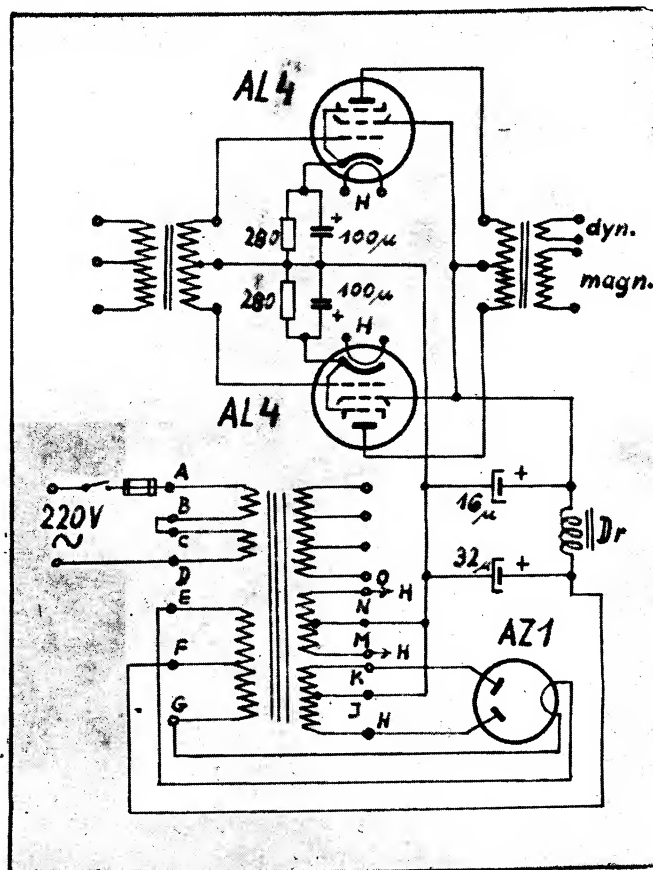 AL4
H
280
100μ
+
280
100μ
+
dyn.
magn.
H
AL4
A
220V
~
B
C
D
E
F
G
O
N
H
M
H
K
J
H
16μ
+
Dr
32μ
+
AZ1